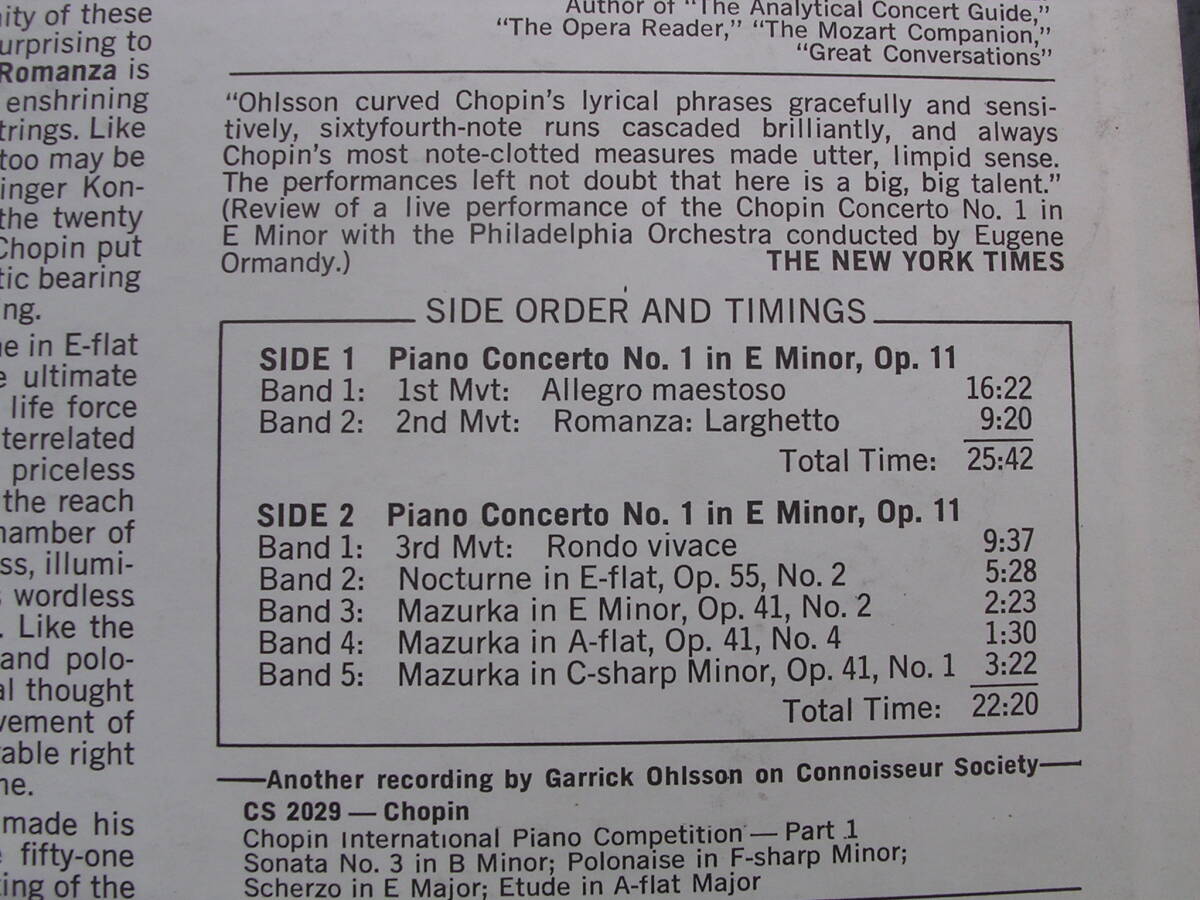 ity of these
urprising to
Romanza is
enshrining
trings. Like
too may be
inger Kon-
the twenty
Chopin put
tic bearing
ng.
e in E-flat
e ultimate
life force
terrelated
priceless
the reach
hamber of
ss, illumi-
s wordless
. Like the
and polo-
al thought
vement of
able right
ne.
made his
fifty-one
ing of the
Author of "The Analytical Concert Guide,"
"The Opera Reader," "The Mozart Companion,"
"Great Conversations"
"Ohlsson curved Chopin's lyrical phrases gracefully and sensi-
tively, sixtyfourth-note runs cascaded brilliantly, and always
Chopin's most note-clotted measures made utter, limpid sense.
The performances left not doubt that here is a big, big talent."
(Review of a live performance of the Chopin Concerto No. 1 in
E Minor with the Philadelphia Orchestra conducted by Eugene
Ormandy.) THE NEW YORK TIMES
SIDE ORDER AND TIMINGS
SIDE 1 Piano Concerto No. 1 in E Minor, Op. 11
Band 1: 1st Mvt: Allegro maestoso 16:22
Band 2: 2nd Mvt: Romanza: Larghetto 9:20
Total Time: 25:42
SIDE 2 Piano Concerto No. 1 in E Minor, Op. 11
Band 1: 3rd Mvt: Rondo vivace 9:37
Band 2: Nocturne in E-flat, Op. 55, No. 2 5:28
Band 3: Mazurka in E Minor, Op. 41, No. 2 2:23
Band 4: Mazurka in A-flat, Op. 41, No. 4 1:30
Band 5: Mazurka in C-sharp Minor, Op. 41, No. 1 3:22
Total Time: 22:20
Another recording by Garrick Ohlsson on Connoisseur Society
CS 2029 — Chopin
Chopin International Piano Competition — Part 1
Sonata No. 3 in B Minor; Polonaise in F-sharp Minor;
Scherzo in E Major; Etude in A-flat Major